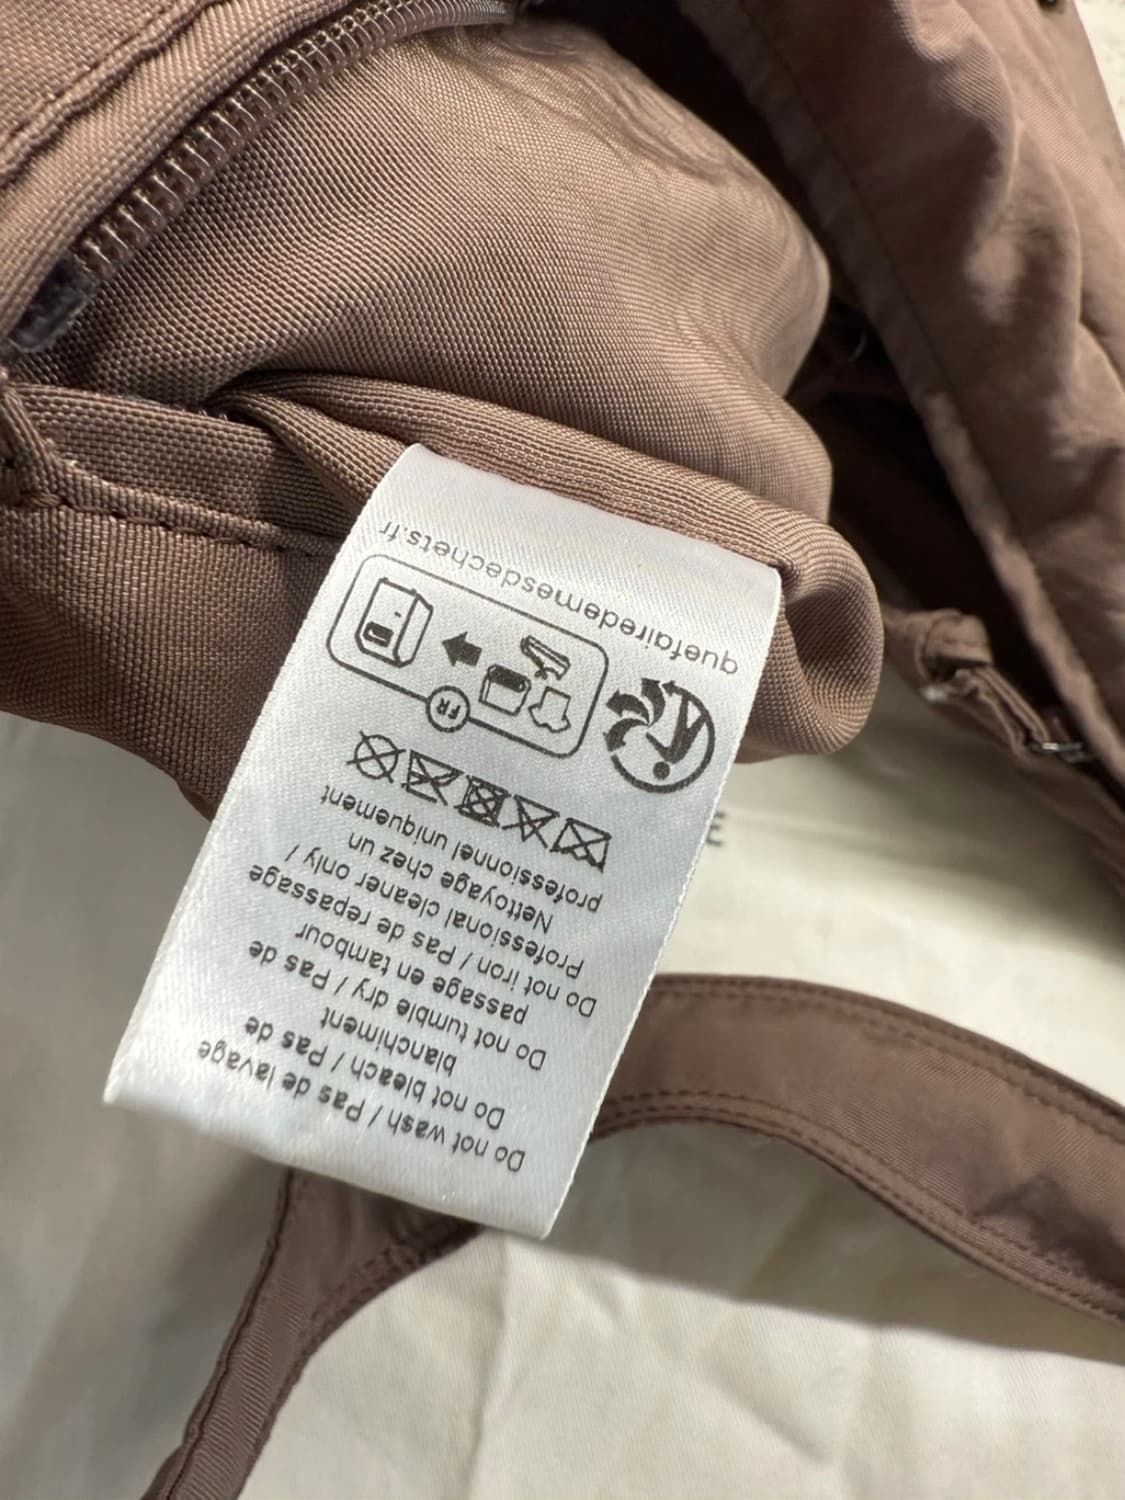 Do not wash / Pas de lavage
Do not bleach / Pas de
blanchiment
Do not tumble dry / Pas de
passage en tambour
Do not iron / Pas de repassage
Professional cleaner only /
Nettoyage chez un
professionnel uniquement
FR
quefairedemesdechets.fr
E